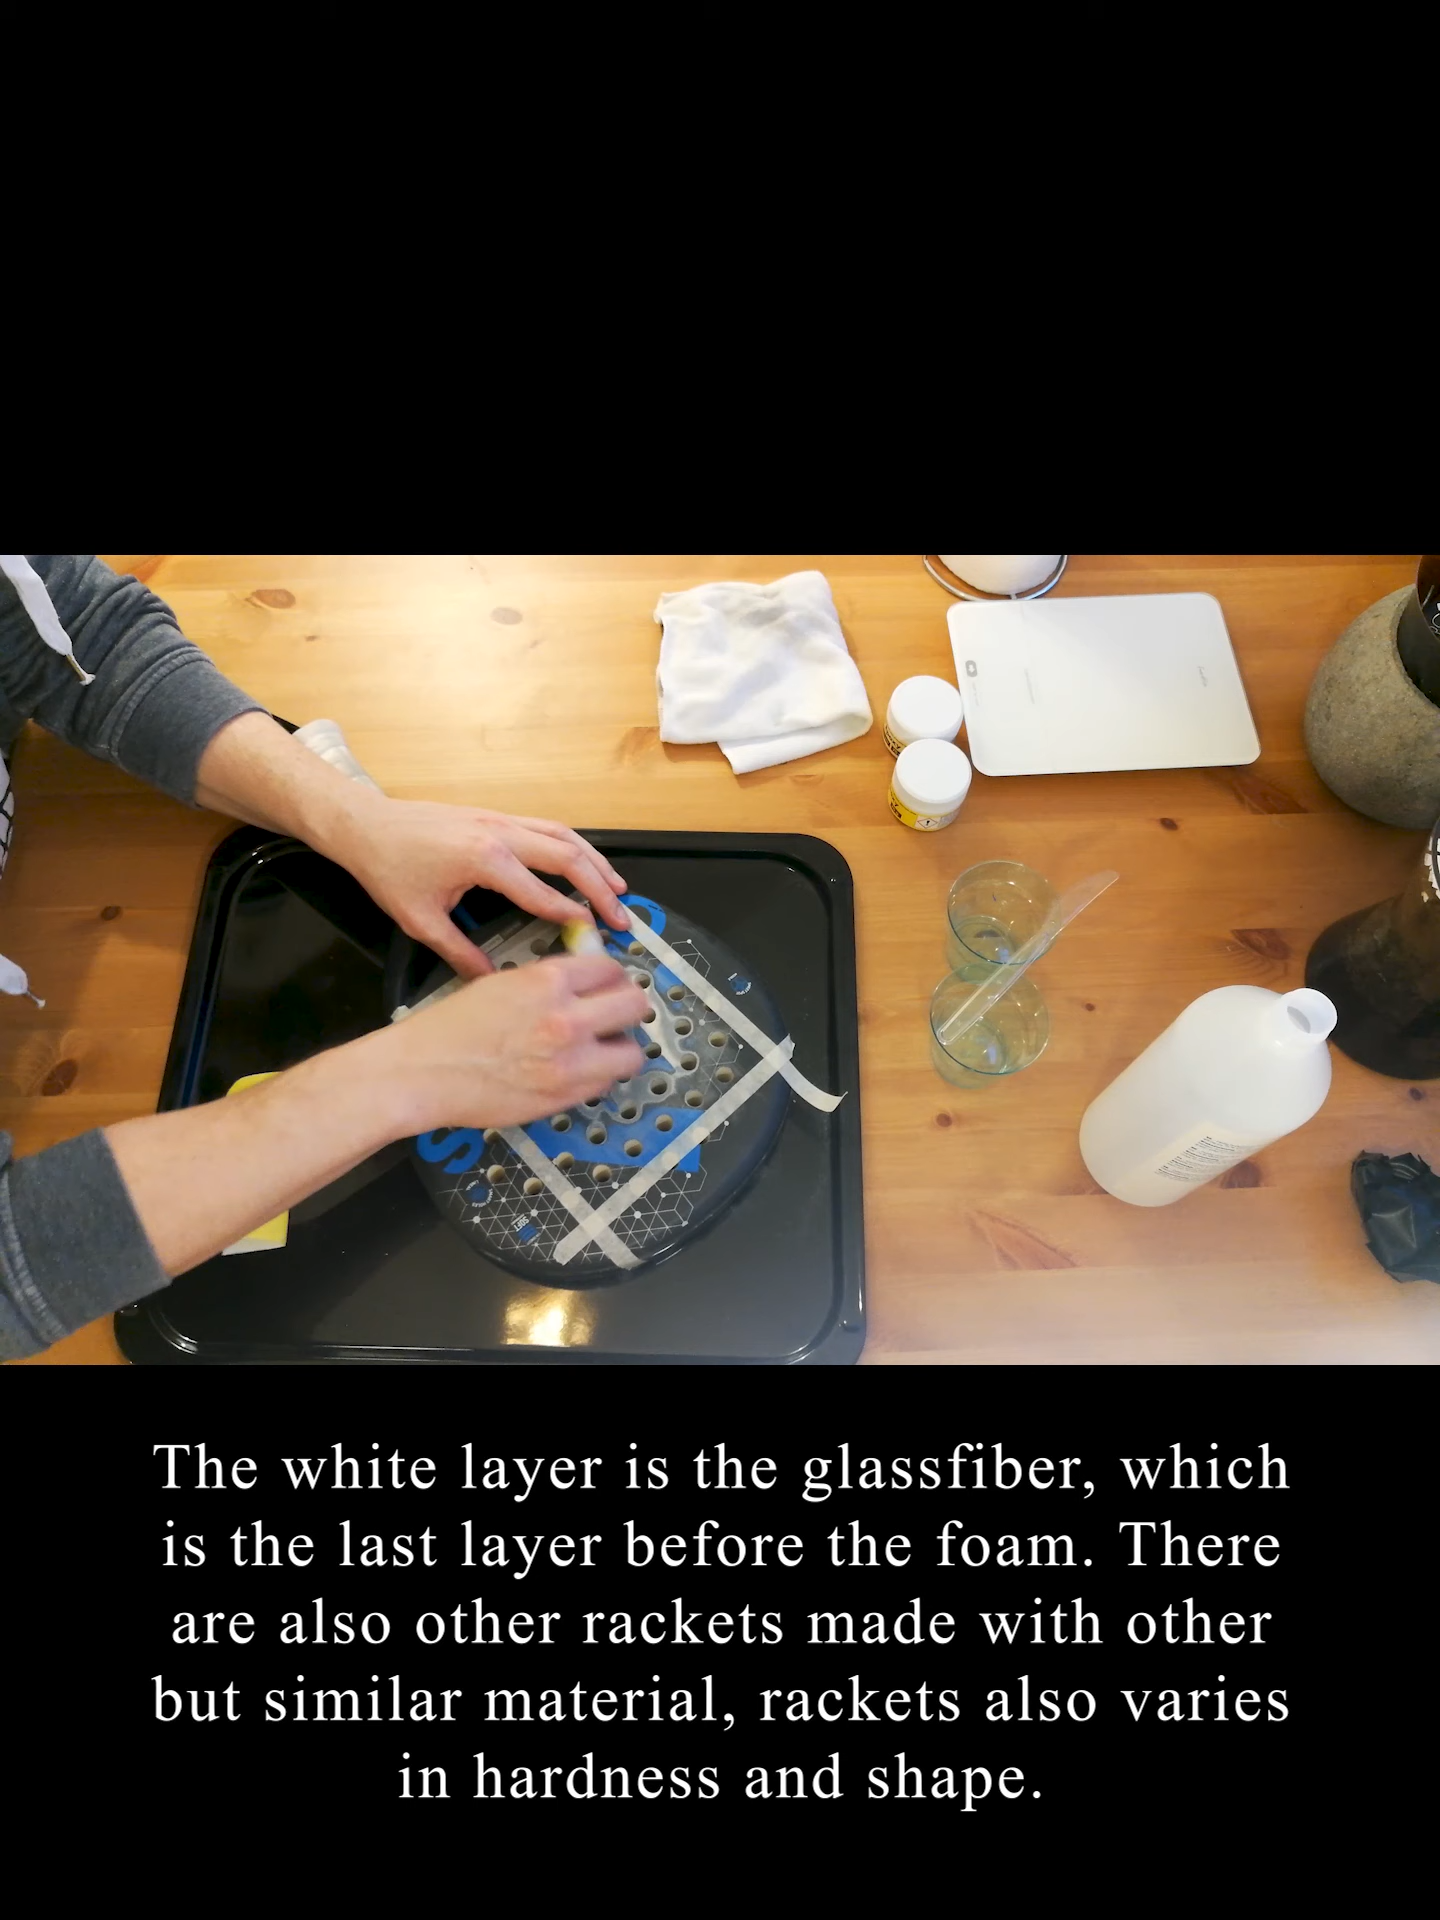 The white layer is the glassfiber, which
is the last layer before the foam. There
are also other rackets made with other
but similar material, rackets also varies
in hardness and shape.
SOFT